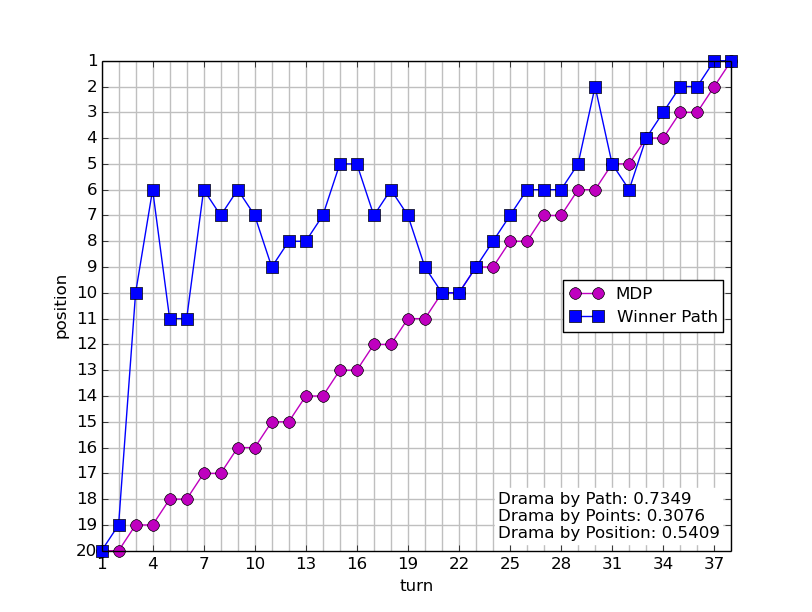 1
2
3
4
5
6
7
8
9
10
11
12
13
14
15
16
17
18
19
20
position
MDP
Winner Path
Drama by Path: 0.7349
Drama by Points: 0.3076
Drama by Position: 0.5409
1 4 7 10 13 16 19 22 25 28 31 34 37
turn